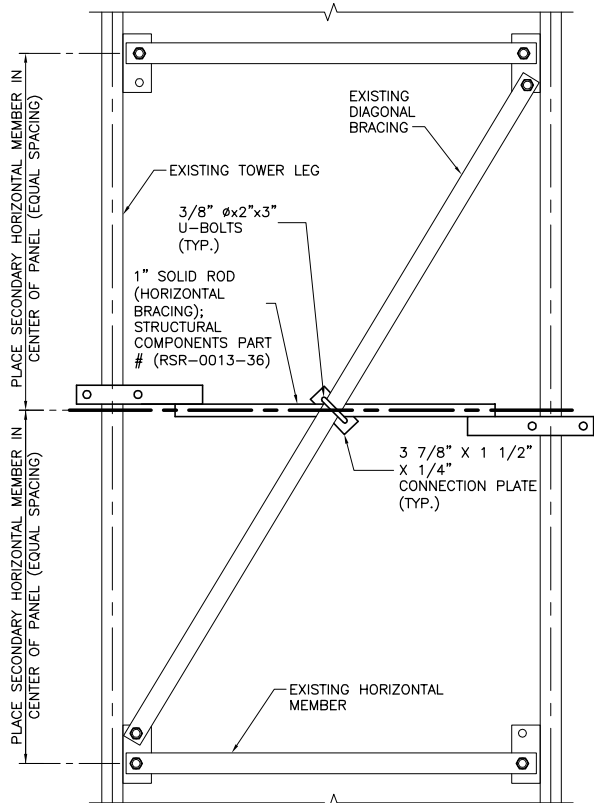 PLACE SECONDARY HORIZONTAL MEMBER IN
CENTER OF PANEL (EQUAL SPACING)
EXISTING
DIAGONAL
BRACING
EXISTING TOWER LEG
3/8" øx2"x3"
U-BOLTS
(TYP.)
1" SOLID ROD
(HORIZONTAL
BRACING);
STRUCTURAL
COMPONENTS PART
# (RSR-0013-36)
3 7/8" X 1 1/2"
X 1/4"
CONNECTION PLATE
(TYP.)
PLACE SECONDARY HORIZONTAL MEMBER IN
CENTER OF PANEL (EQUAL SPACING)
EXISTING HORIZONTAL
MEMBER